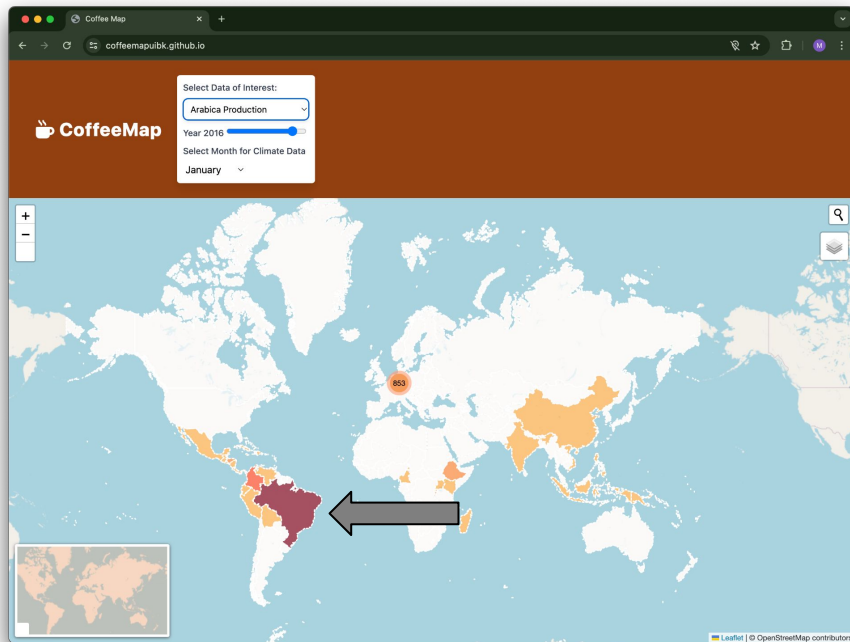 Coffee Map
coffeemapuibk.github.io
M
CoffeeMap
Select Data of Interest:
Arabica Production
Year 2016
Select Month for Climate Data
January
+
−
853
Leaflet | © OpenStreetMap contributors